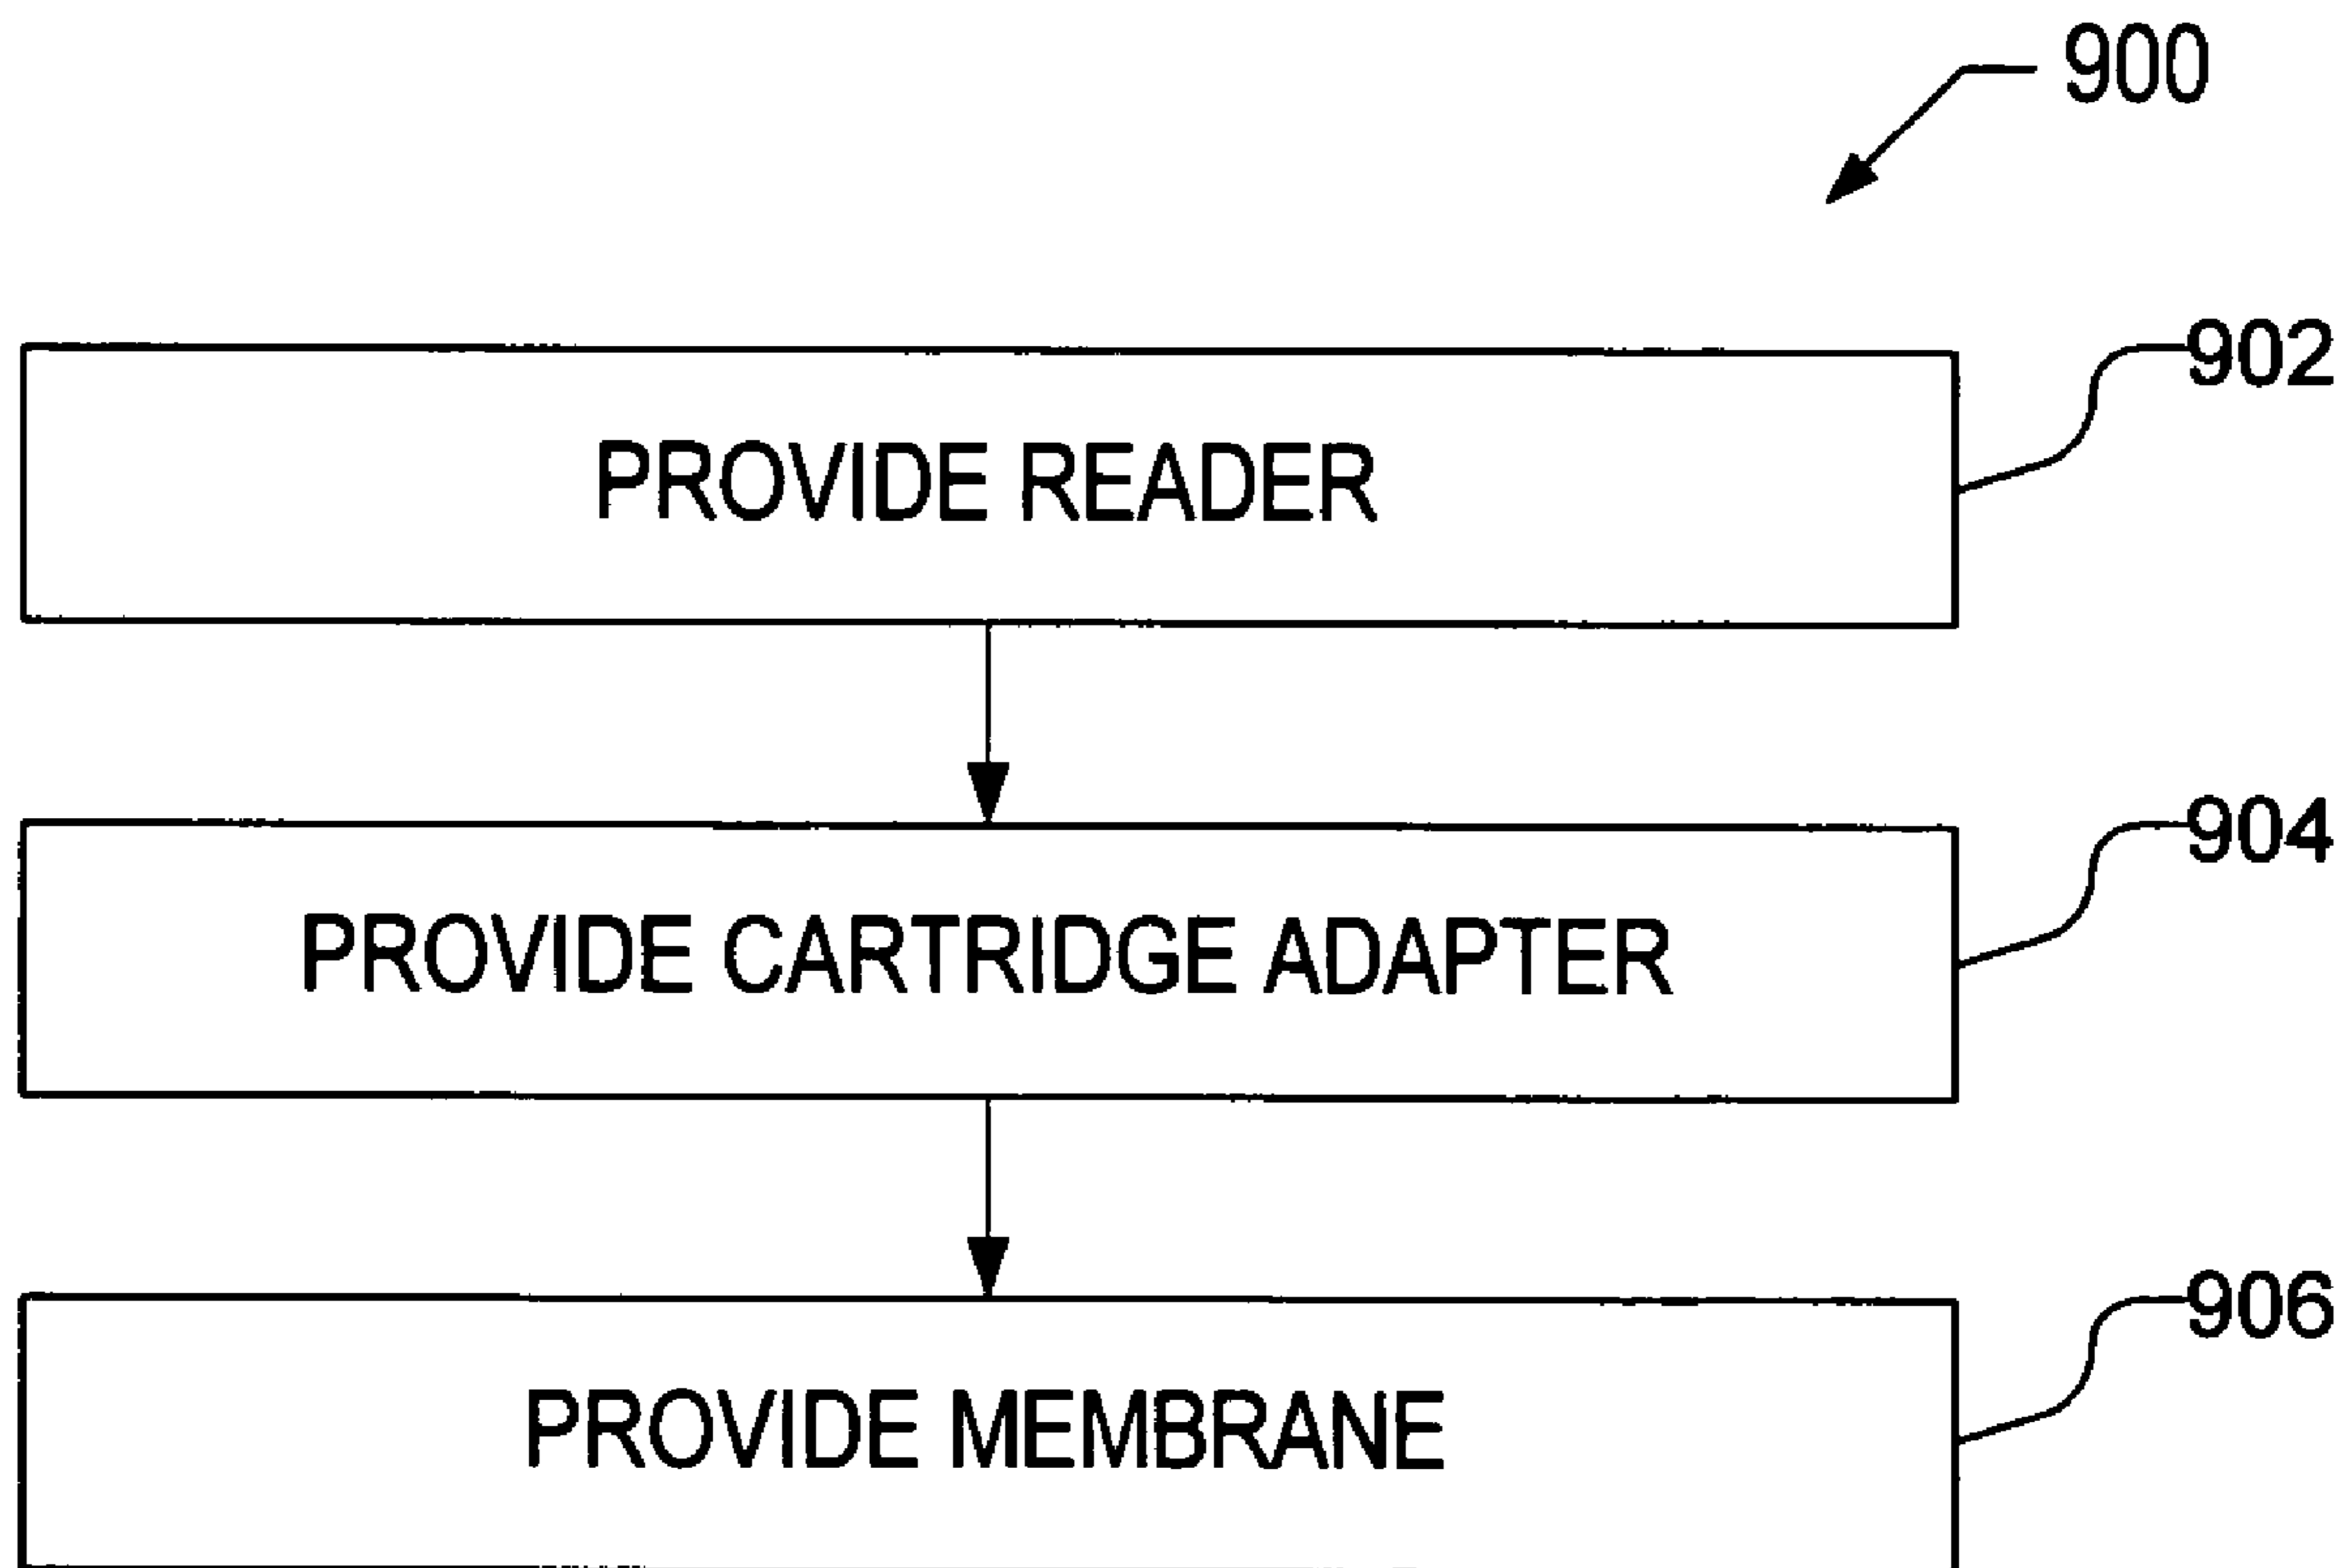 900
902
PROVIDE READER
904
PROVIDE CARTRIDGE ADAPTER
906
PROVIDE MEMBRANE